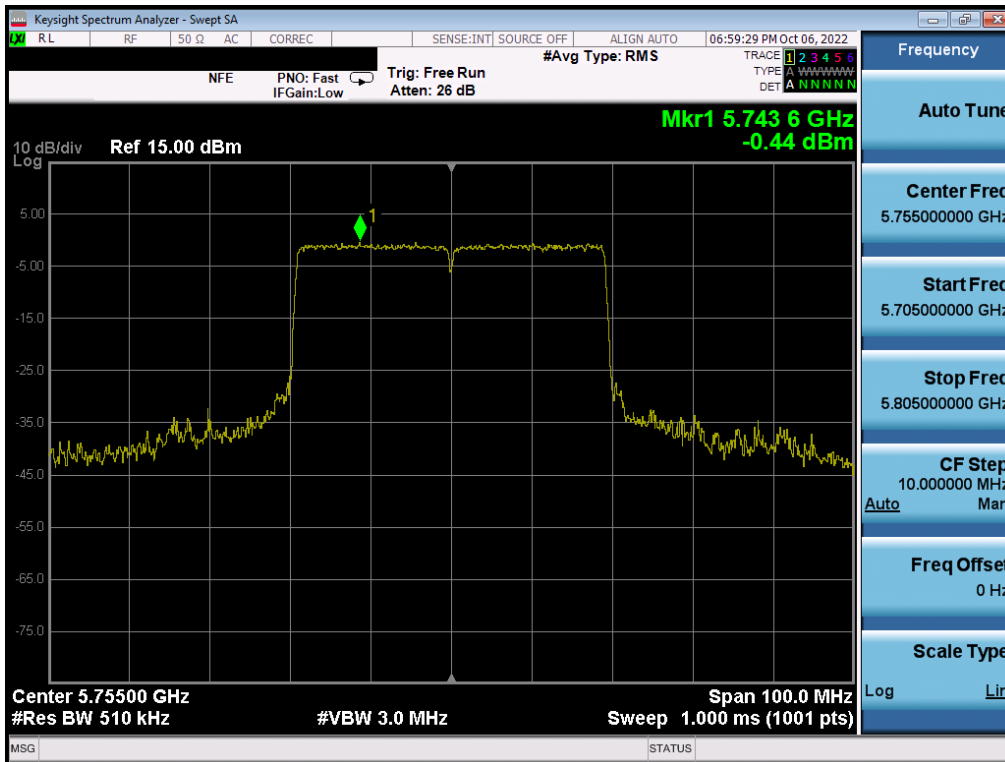 Keysight Spectrum Analyzer - Swept SA
LXI RL RF 50 Ω AC CORREC SENSE:INT SOURCE OFF ALIGN AUTO 06:59:29 PM Oct 06, 2022
NFE PNO: Fast IFGain:Low
Trig: Free Run
Atten: 26 dB
#Avg Type: RMS
TRACE 1 2 3 4 5 6
TYPE A WWWWW
DET A N N N N N
Mkr1 5.743 6 GHz
-0.44 dBm
10 dB/div Ref 15.00 dBm
Log
5.00
-5.00
-15.0
-25.0
-35.0
-45.0
-55.0
-65.0
-75.0
1
Center 5.75500 GHz Span 100.0 MHz
#Res BW 510 kHz #VBW 3.0 MHz Sweep 1.000 ms (1001 pts)
MSG STATUS
Frequency
Auto Tune
Center Freq
5.755000000 GHz
Start Freq
5.705000000 GHz
Stop Freq
5.805000000 GHz
CF Step
10.000000 MHz
Auto Man
Freq Offset
0 Hz
Scale Type
Log Lin